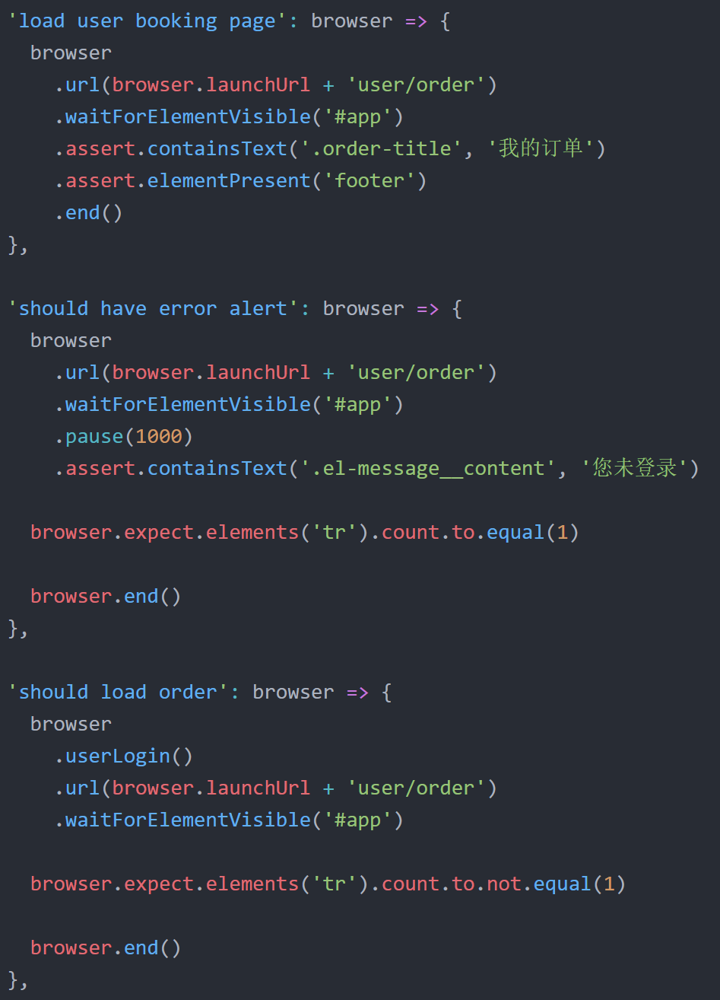 'load user booking page': browser => {
  browser
    .url(browser.launchUrl + 'user/order')
    .waitForElementVisible('#app')
    .assert.containsText('.order-title', '我的订单')
    .assert.elementPresent('footer')
    .end()
},

'should have error alert': browser => {
  browser
    .url(browser.launchUrl + 'user/order')
    .waitForElementVisible('#app')
    .pause(1000)
    .assert.containsText('.el-message__content', '您未登录')

  browser.expect.elements('tr').count.to.equal(1)

  browser.end()
},

'should load order': browser => {
  browser
    .userLogin()
    .url(browser.launchUrl + 'user/order')
    .waitForElementVisible('#app')

  browser.expect.elements('tr').count.to.not.equal(1)

  browser.end()
},